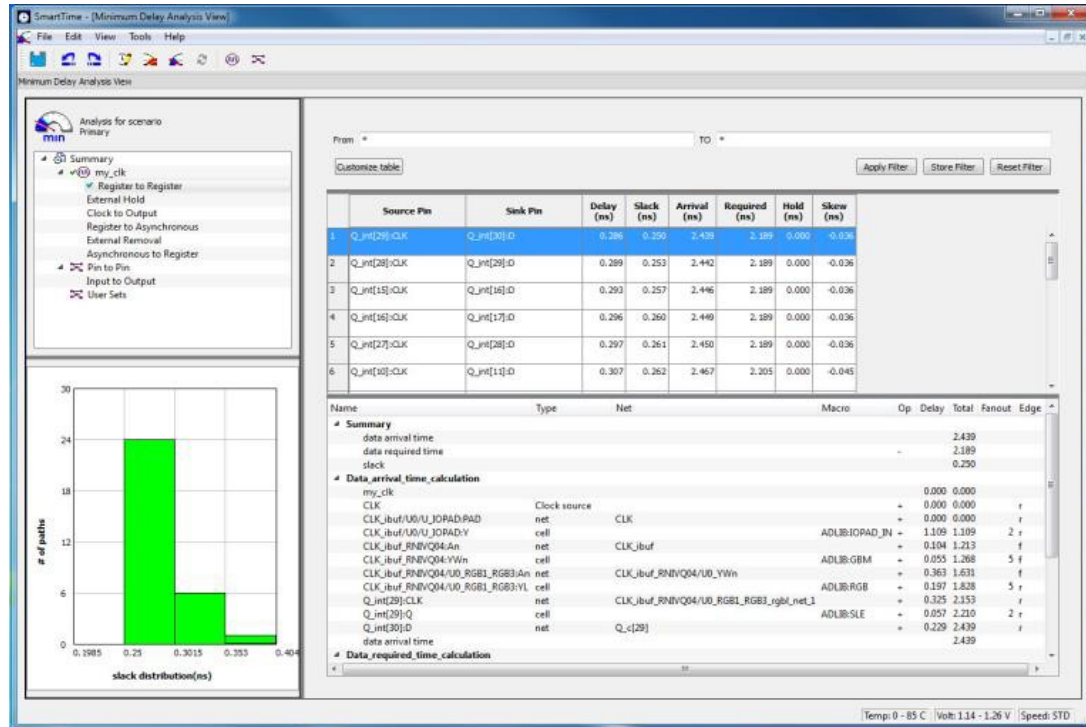 SmartTime - [Minimum Delay Analysis View]
File Edit View Tools Help
Minimum Delay Analysis View
Analysis for scenario
Primary
min
Summary
my_clk
Register to Register
External Hold
Clock to Output
Register to Asynchronous
External Removal
Asynchronous to Register
Pin to Pin
Input to Output
User Sets
From * TO *
Customize table Apply Filter Store Filter Reset Filter
Source Pin Sink Pin Delay (ns) Slack (ns) Arrival (ns) Required (ns) Hold (ns) Skew (ns)
1 Q_int[29]:CLK Q_int[30]:D 0.286 0.250 2.439 2.189 0.000 -0.036
2 Q_int[28]:CLK Q_int[29]:D 0.289 0.253 2.442 2.189 0.000 -0.036
3 Q_int[15]:CLK Q_int[16]:D 0.293 0.257 2.446 2.189 0.000 -0.036
4 Q_int[16]:CLK Q_int[17]:D 0.296 0.260 2.449 2.189 0.000 -0.036
5 Q_int[27]:CLK Q_int[28]:D 0.297 0.261 2.450 2.189 0.000 -0.036
6 Q_int[10]:CLK Q_int[11]:D 0.307 0.262 2.467 2.205 0.000 -0.045
Name Type Net Macro Op Delay Total Fanout Edge
Summary
data arrival time 2.439
data required time - 2.189
slack 0.250
Data_arrival_time_calculation
my_clk 0.000 0.000
CLK Clock source + 0.000 0.000 r
CLK_ibuf/U0/U_IOPAD:PAD net CLK + 0.000 0.000 r
CLK_ibuf/U0/U_IOPAD:Y cell ADLIB:IOPAD_IN + 1.109 1.109 2 r
CLK_ibuf_RNIVQ04:An net CLK_ibuf + 0.104 1.213 f
CLK_ibuf_RNIVQ04:YWn cell ADLIB:GBM + 0.055 1.268 5 f
CLK_ibuf_RNIVQ04/U0_RGB1_RGB3:An net CLK_ibuf_RNIVQ04/U0_YWn + 0.363 1.631 f
CLK_ibuf_RNIVQ04/U0_RGB1_RGB3:YL cell ADLIB:RGB + 0.197 1.828 5 r
Q_int[29]:CLK net CLK_ibuf_RNIVQ04/U0_RGB1_RGB3_rgbl_net_1 + 0.325 2.153 r
Q_int[29]:Q cell ADLIB:SLE + 0.057 2.210 2 r
Q_int[30]:D net Q_c[29] + 0.229 2.439 r
data arrival time 2.439
Data_required_time_calculation
# of paths
30
24
18
12
6
0
0.1985 0.25 0.3015 0.353 0.404
slack distribution(ns)
Temp: 0 - 85 C Volt: 1.14 - 1.26 V Speed: STD